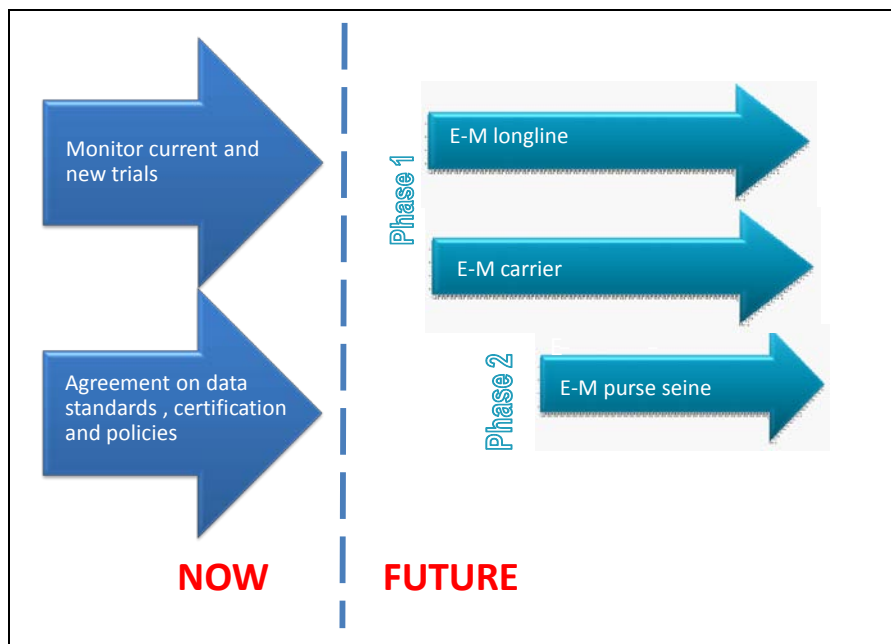 Monitor current and
new trials
Agreement on data
standards , certification
and policies
NOW
FUTURE
Phase 1
E-M longline
E-M carrier
Phase 2
E
E-M purse seine